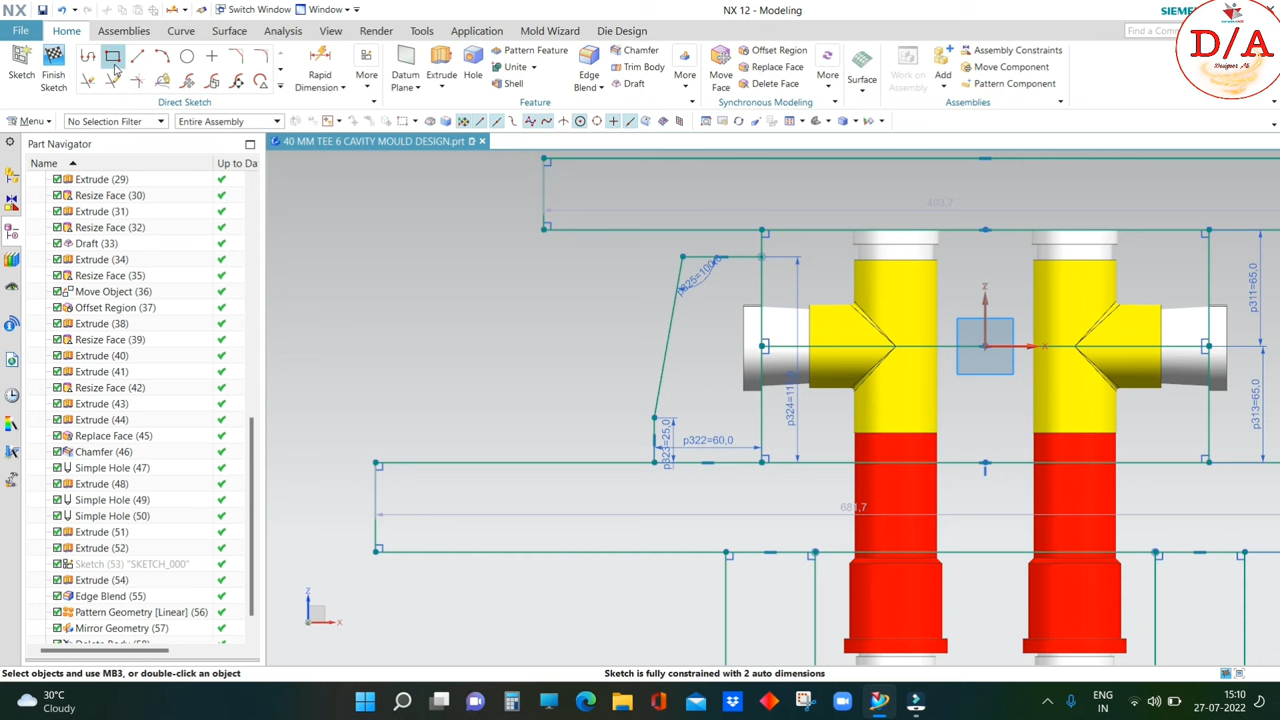 NX
Switch Window
Window
NX 12 - Modeling
SIEM
File
Home
Assemblies
Curve
Surface
Analysis
View
Render
Tools
Application
Mold Wizard
Die Design
Find a Comm
Sketch
Finish Sketch
Direct Sketch
Rapid Dimension
More
Datum Plane
Extrude
Hole
Pattern Feature
Unite
Shell
Edge Blend
Chamfer
Trim Body
Draft
More
Feature
Move Face
Offset Region
Replace Face
Delete Face
More
Synchronous Modeling
Surface
Work on Assembly
Add
Assembly Constraints
Move Component
Pattern Component
Assemblies
D/A
Menu
No Selection Filter
Entire Assembly
Part Navigator
40 MM TEE 6 CAVITY MOULD DESIGN.prt
Name
Up to Da
Extrude (29)
Resize Face (30)
Extrude (31)
Resize Face (32)
Draft (33)
Extrude (34)
Resize Face (35)
Move Object (36)
Offset Region (37)
Extrude (38)
Resize Face (39)
Extrude (40)
Extrude (41)
Resize Face (42)
Extrude (43)
Extrude (44)
Replace Face (45)
Chamfer (46)
Simple Hole (47)
Extrude (48)
Simple Hole (49)
Simple Hole (50)
Extrude (51)
Extrude (52)
Sketch (53) "SKETCH_000"
Extrude (54)
Edge Blend (55)
Pattern Geometry [Linear] (56)
Mirror Geometry (57)
p322=60,0
p323=25,0
p311=65,0
p313=65,0
Z
X
Z
X
Select objects and use MB3, or double-click an object
Sketch is fully constrained with 2 auto dimensions
30°C
Cloudy
ENG
IN
15:10
27-07-2022